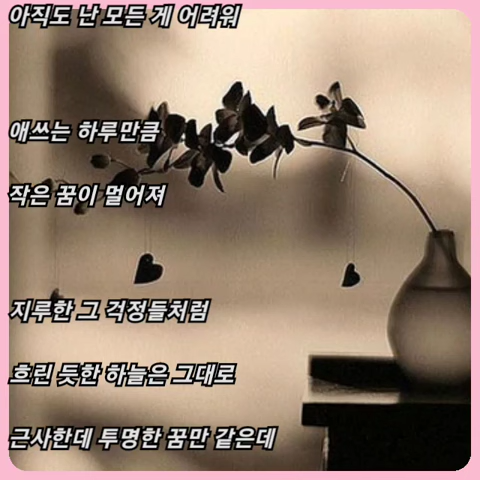 아직도 난 모든 게 어려워
애쓰는 하루만큼
작은 꿈이 멀어져
지루한 그 걱정들처럼
흐린 듯한 하늘은 그대로
근사한데 투명한 꿈만 같은데